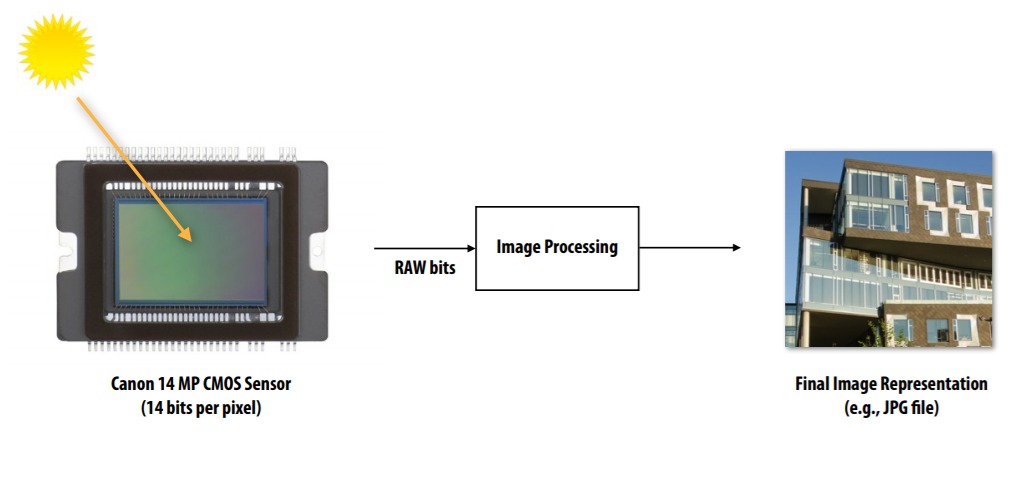 RAW bits
Image Processing
Canon 14 MP CMOS Sensor
(14 bits per pixel)
Final Image Representation
(e.g., JPG file)